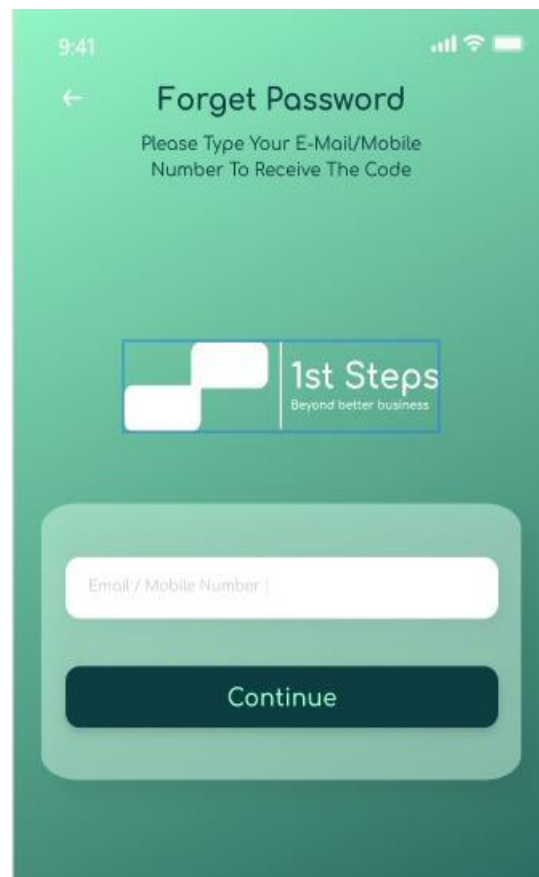 9:41
Forget Password
Please Type Your E-Mail/Mobile
Number To Receive The Code
1st Steps
Beyond better business
Email / Mobile Number |
Continue